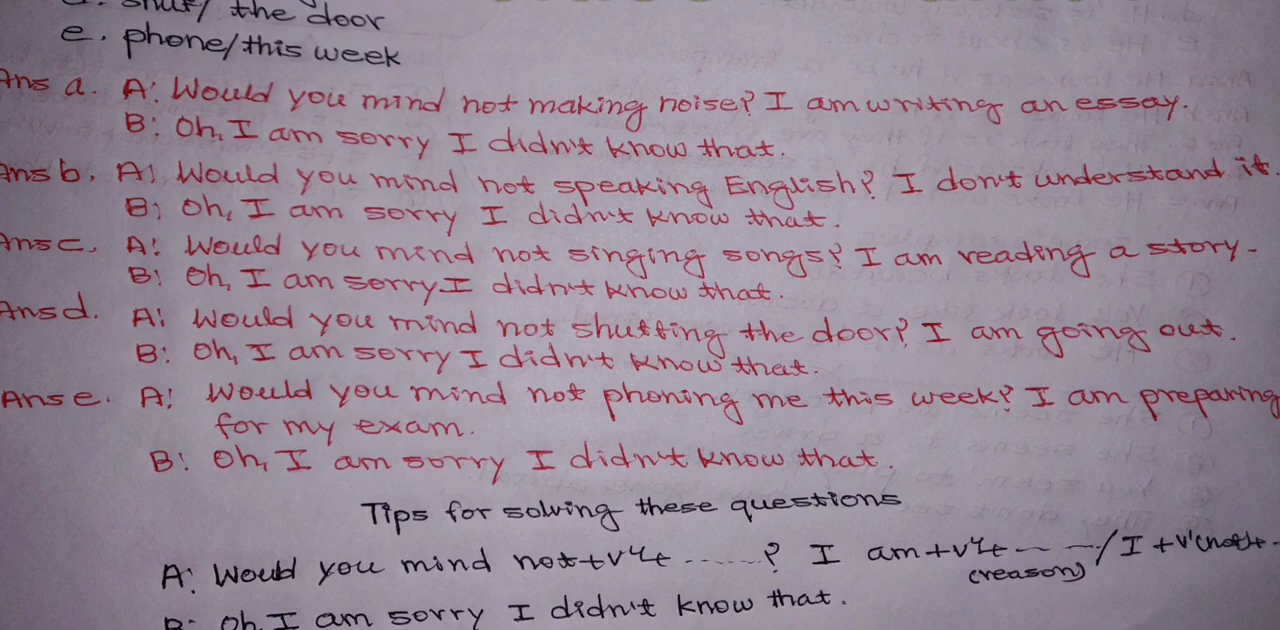 shut/ the door
e. phone/this week
Ans a. A: Would you mind not making noise? I am writing an essay.
B: Oh, I am sorry I didn't know that.
Ans b. A: Would you mind not speaking English? I don't understand it.
B: Oh, I am sorry I didn't know that.
Ans c. A: Would you mind not singing songs? I am reading a story.
B: Oh, I am sorry I didn't know that.
Ans d. A: Would you mind not shutting the door? I am going out.
B: Oh, I am sorry I didn't know that.
Ans e. A: Would you mind not phoning me this week? I am preparing
for my exam.
B: Oh, I am sorry I didn't know that.
Tips for solving these questions
A: Would you mind not+v⁴ ......? I am+v⁴ --- / I +v'
(reason)
B: Oh, I am sorry I didn't know that.